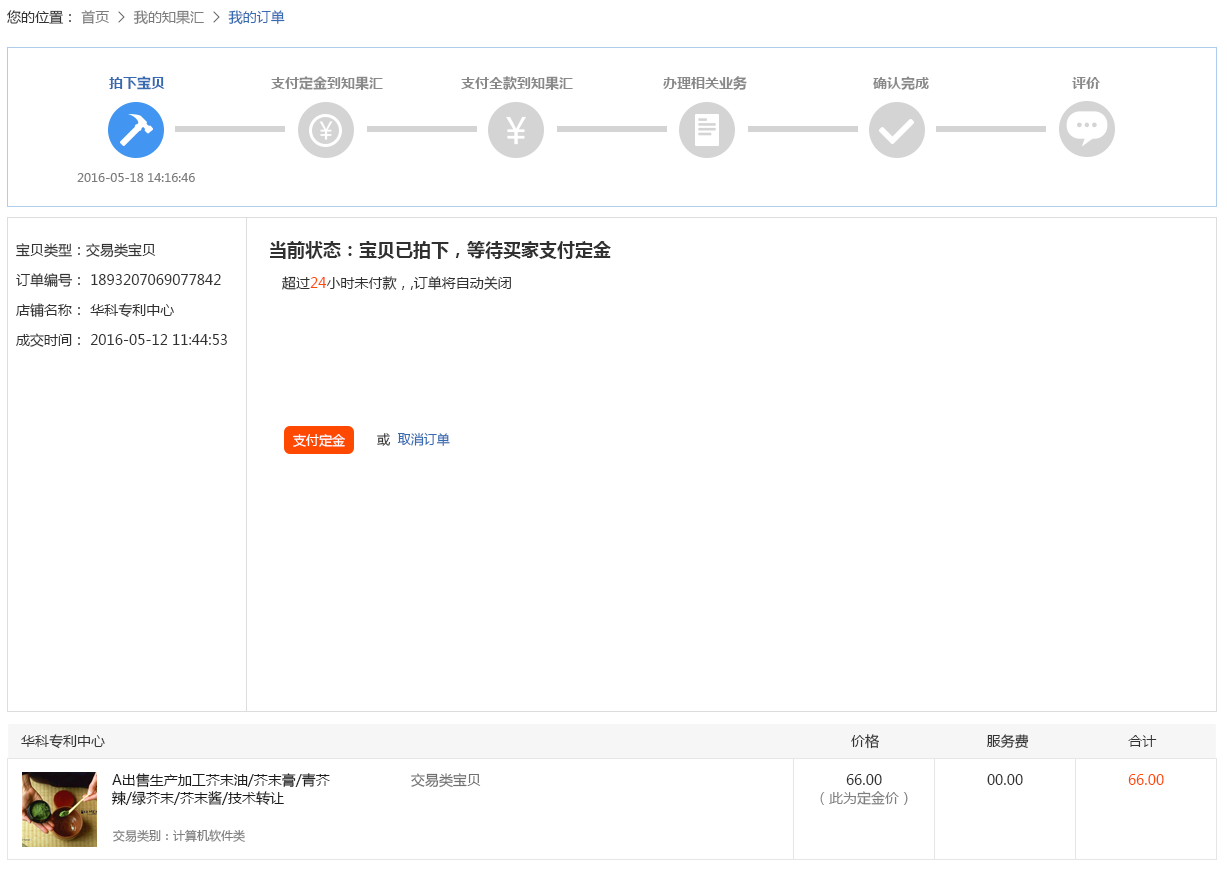 您的位置： 首页 > 我的知果汇 > 我的订单
拍下宝贝 支付定金到知果汇 支付全款到知果汇 办理相关业务 确认完成 评价
2016-05-18 14:16:46
宝贝类型：交易类宝贝
订单编号： 1893207069077842
店铺名称： 华科专利中心
成交时间： 2016-05-12 11:44:53
当前状态：宝贝已拍下，等待买家支付定金
超过24小时未付款，,订单将自动关闭
支付定金 或 取消订单
华科专利中心 价格 服务费 合计
A出售生产加工芥末油/芥末膏/青芥 交易类宝贝 66.00 00.00 66.00
辣/绿芥末/芥末酱/技术转让 （此为定金价）
交易类别：计算机软件类